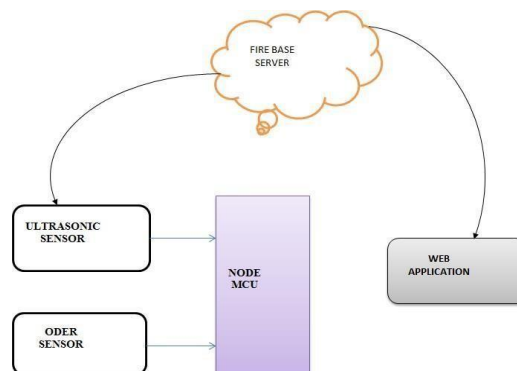 FIRE BASE
SERVER
ULTRASONIC
SENSOR
NODE
MCU
WEB
APPLICATION
ODER
SENSOR